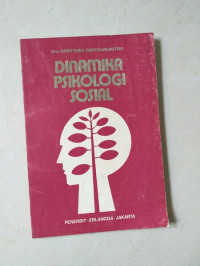 DINAMIKA
PSIKOLOGI
SOSIAL
PENERBIT - ERLANGGA - JAKARTA